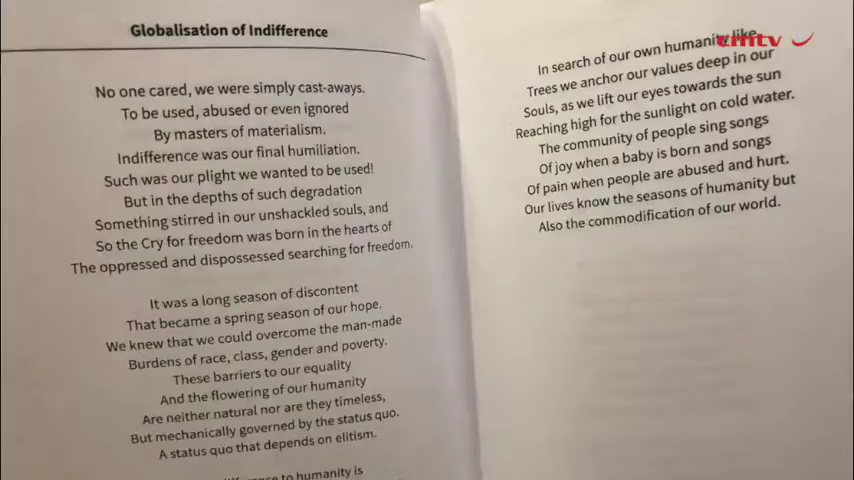 Globalisation of Indifference
No one cared, we were simply cast-aways.
To be used, abused or even ignored
By masters of materialism.
Indifference was our final humiliation.
Such was our plight we wanted to be used!
But in the depths of such degradation
Something stirred in our unshackled souls, and
So the Cry for freedom was born in the hearts of
The oppressed and dispossessed searching for freedom.
It was a long season of discontent
That became a spring season of our hope.
We knew that we could overcome the man-made
Burdens of race, class, gender and poverty.
These barriers to our equality
And the flowering of our humanity
Are neither natural nor are they timeless,
But mechanically governed by the status quo.
A status quo that depends on elitism.
to humanity is
In search of our own humanity like
Trees we anchor our values deep in our
Souls, as we lift our eyes towards the sun
Reaching high for the sunlight on cold water.
The community of people sing songs
Of joy when a baby is born and songs
Of pain when people are abused and hurt.
Our lives know the seasons of humanity but
Also the commodification of our world.